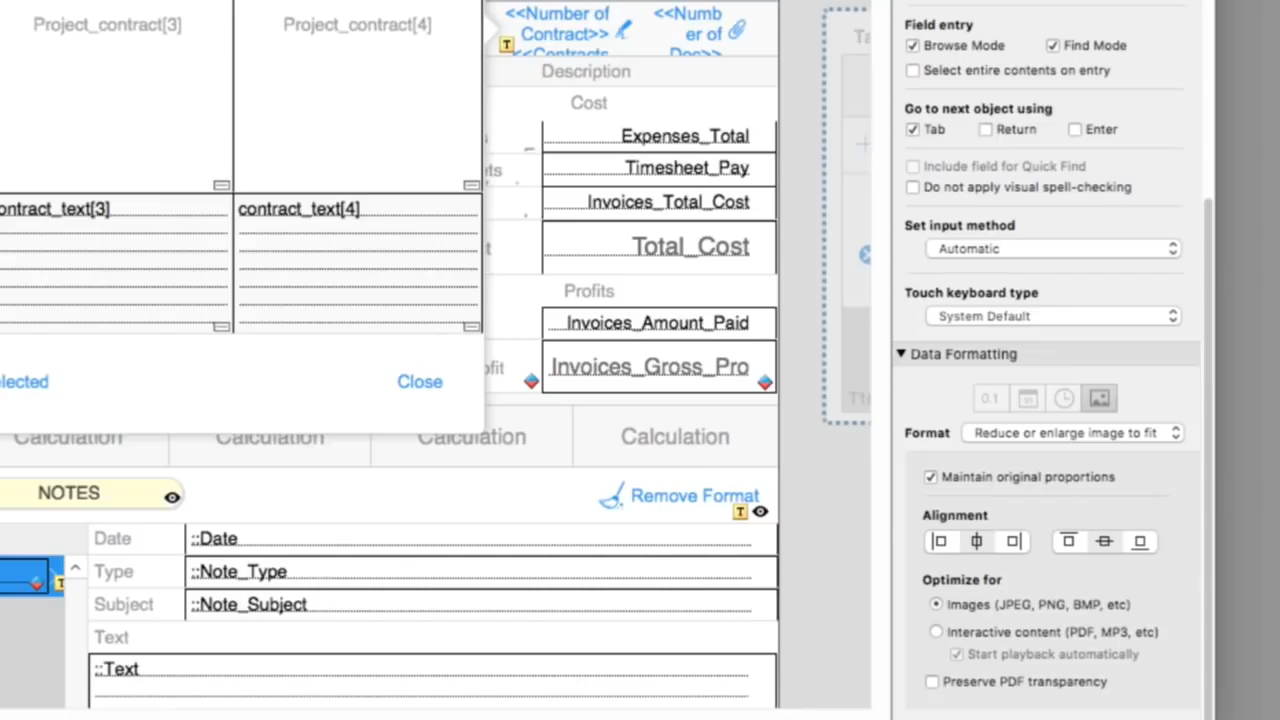 Project_contract[3]
Project_contract[4]
<<Number of
Contract>>
<<Contracts
<<Numb
er of
Doc>>
T
Description
Cost
Expenses_Total
Timesheet_Pay
Invoices_Total_Cost
Total_Cost
Profits
Invoices_Amount_Paid
Invoices_Gross_Pro
ontract_text[3]
contract_text[4]
elected
Close
Calculation
Calculation
Calculation
Calculation
NOTES
Remove Format
T
Date
::Date
Type
::Note_Type
T
Subject
::Note_Subject
Text
::Text
Field entry
Browse Mode
Find Mode
Select entire contents on entry
Go to next object using
Tab
Return
Enter
Include field for Quick Find
Do not apply visual spell-checking
Set input method
Automatic
Touch keyboard type
System Default
Data Formatting
0.1
Format
Reduce or enlarge image to fit
Maintain original proportions
Alignment
Optimize for
Images (JPEG, PNG, BMP, etc)
Interactive content (PDF, MP3, etc)
Start playback automatically
Preserve PDF transparency